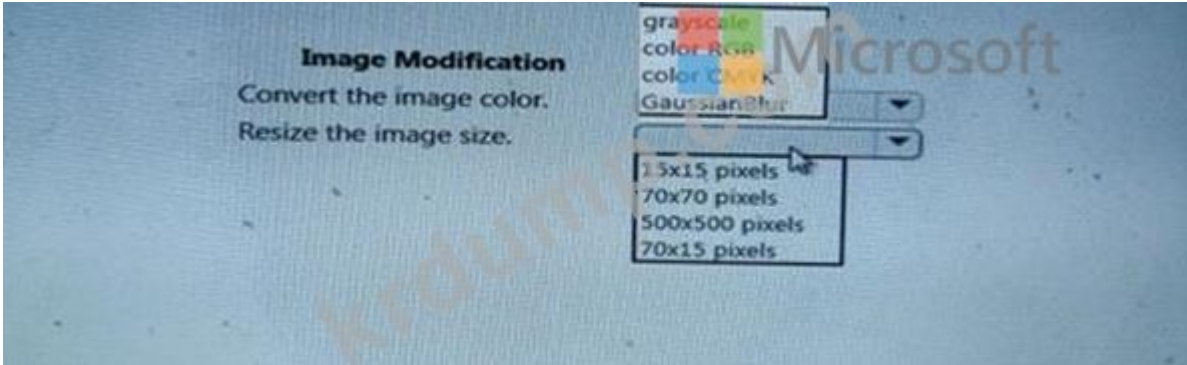 grayscale
color RGB
Microsoft
Image Modification
color CMYK
Convert the image color.
GaussianBlur
Resize the image size.
15x15 pixels
70x70 pixels
500x500 pixels
70x15 pixels